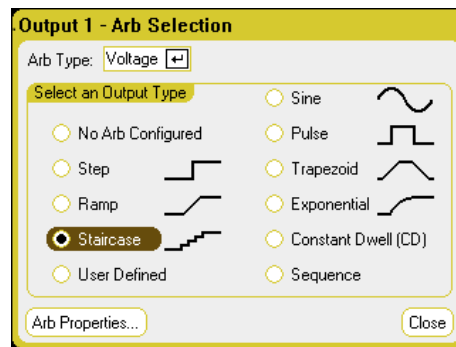 Output 1 - Arb Selection
Arb Type: Voltage
Select an Output Type
No Arb Configured
Step
Ramp
Staircase
User Defined
Sine
Pulse
Trapezoid
Exponential
Constant Dwell (CD)
Sequence
Arb Properties...
Close